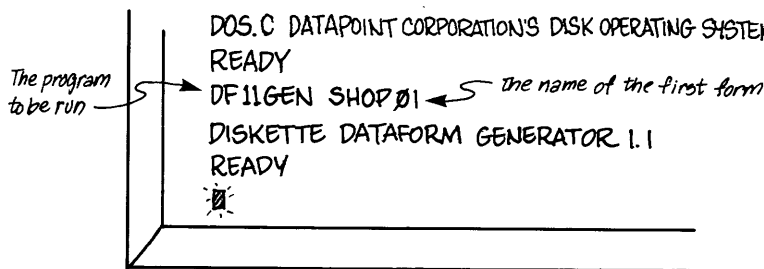 DOS.C DATAPOINT CORPORATION'S DISK OPERATING SYSTE
READY
The program
to be run
DF11GEN SHOPØ1
the name of the first form
DISKETTE DATAFORM GENERATOR 1.1
READY